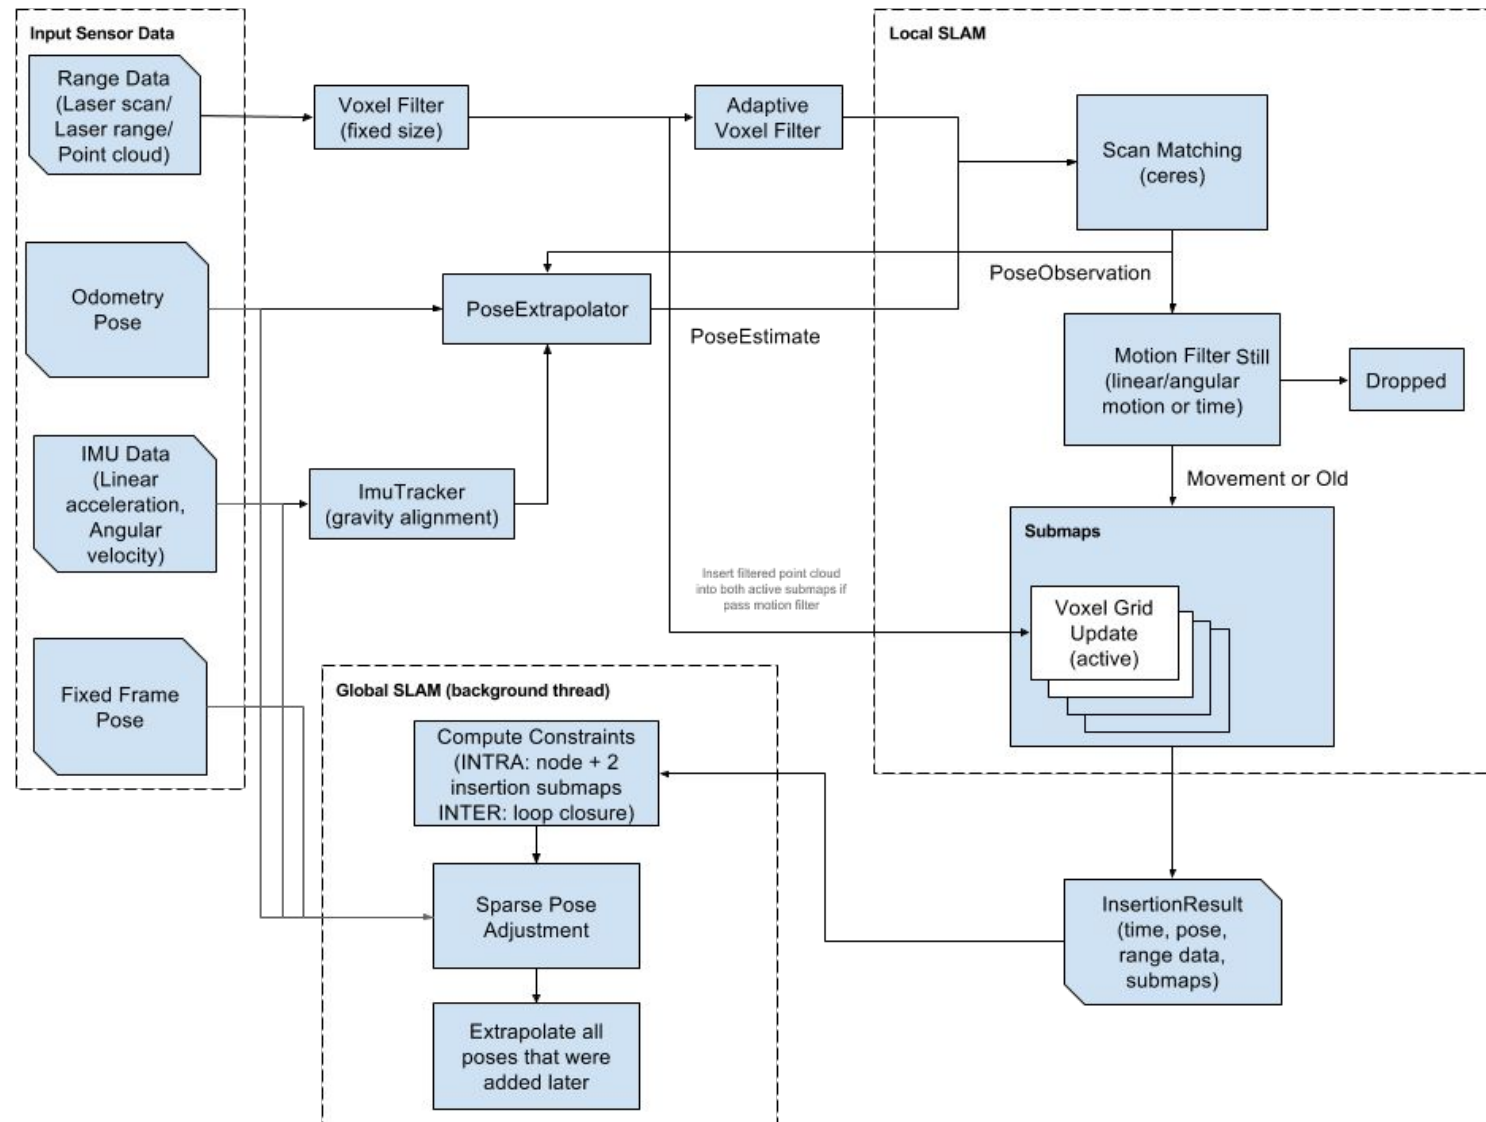 Input Sensor Data
Range Data
(Laser scan/
Laser range/
Point cloud)
Voxel Filter
(fixed size)
Adaptive
Voxel Filter
Local SLAM
Scan Matching
(ceres)
Odometry
Pose
PoseExtrapolator
PoseEstimate
PoseObservation
Motion Filter Still
(linear/angular
motion or time)
Dropped
IMU Data
(Linear
acceleration,
Angular
velocity)
ImuTracker
(gravity alignment)
Movement or Old
Submaps
Insert filtered point cloud
into both active submaps if
pass motion filter
Voxel Grid
Update
(active)
Fixed Frame
Pose
Global SLAM (background thread)
Compute Constraints
(INTRA: node + 2
insertion submaps
INTER: loop closure)
Sparse Pose
Adjustment
InsertionResult
(time, pose,
range data,
submaps)
Extrapolate all
poses that were
added later